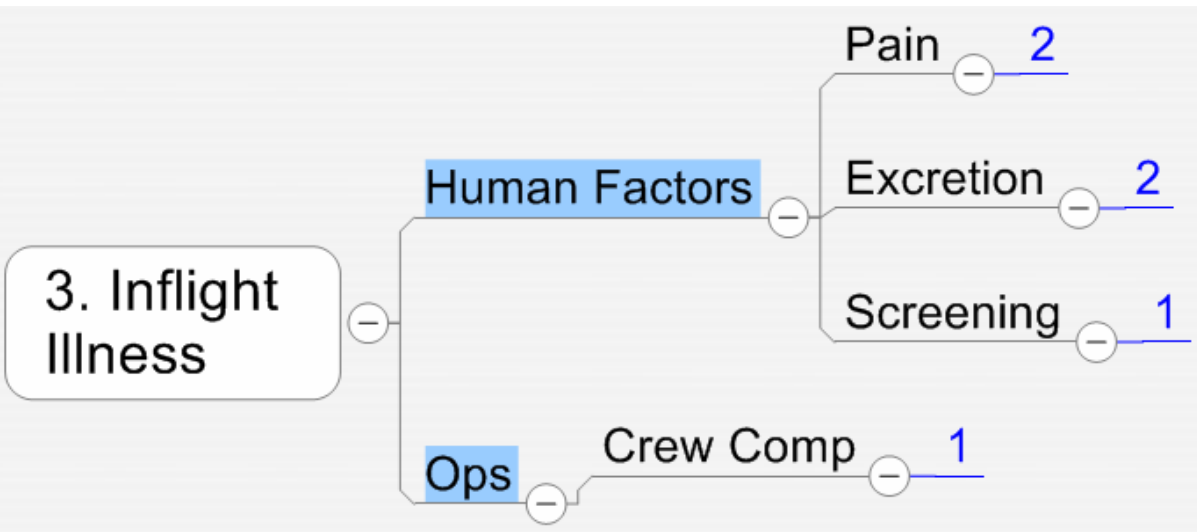 Pain 2
Human Factors
Excretion 2
3. Inflight
Illness
Screening 1
Ops
Crew Comp 1